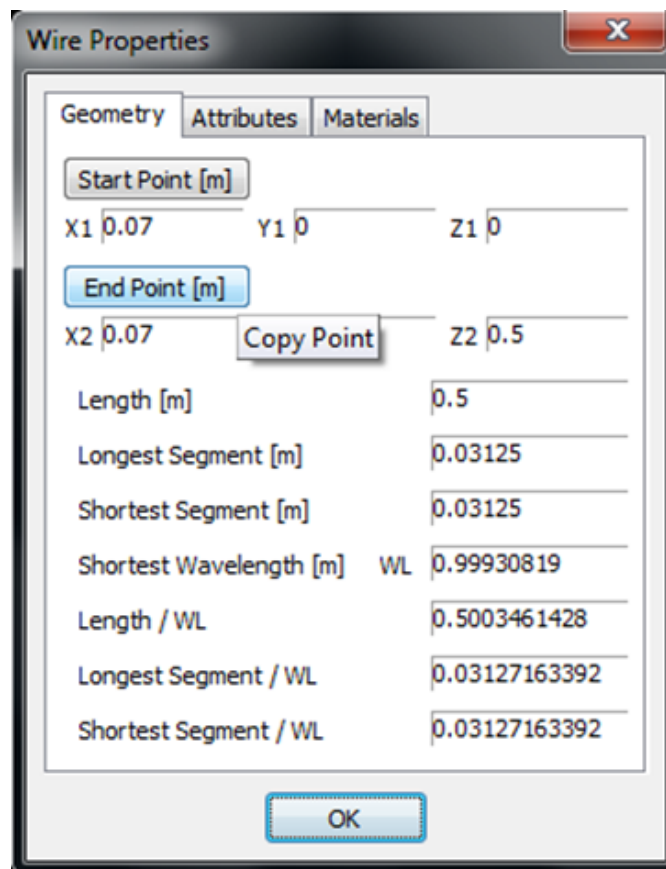 Wire Properties
X
Geometry Attributes Materials
Start Point [m]
X1 0.07 Y1 0 Z1 0
End Point [m]
X2 0.07 Copy Point Z2 0.5
Length [m] 0.5
Longest Segment [m] 0.03125
Shortest Segment [m] 0.03125
Shortest Wavelength [m] WL 0.99930819
Length / WL 0.5003461428
Longest Segment / WL 0.03127163392
Shortest Segment / WL 0.03127163392
OK